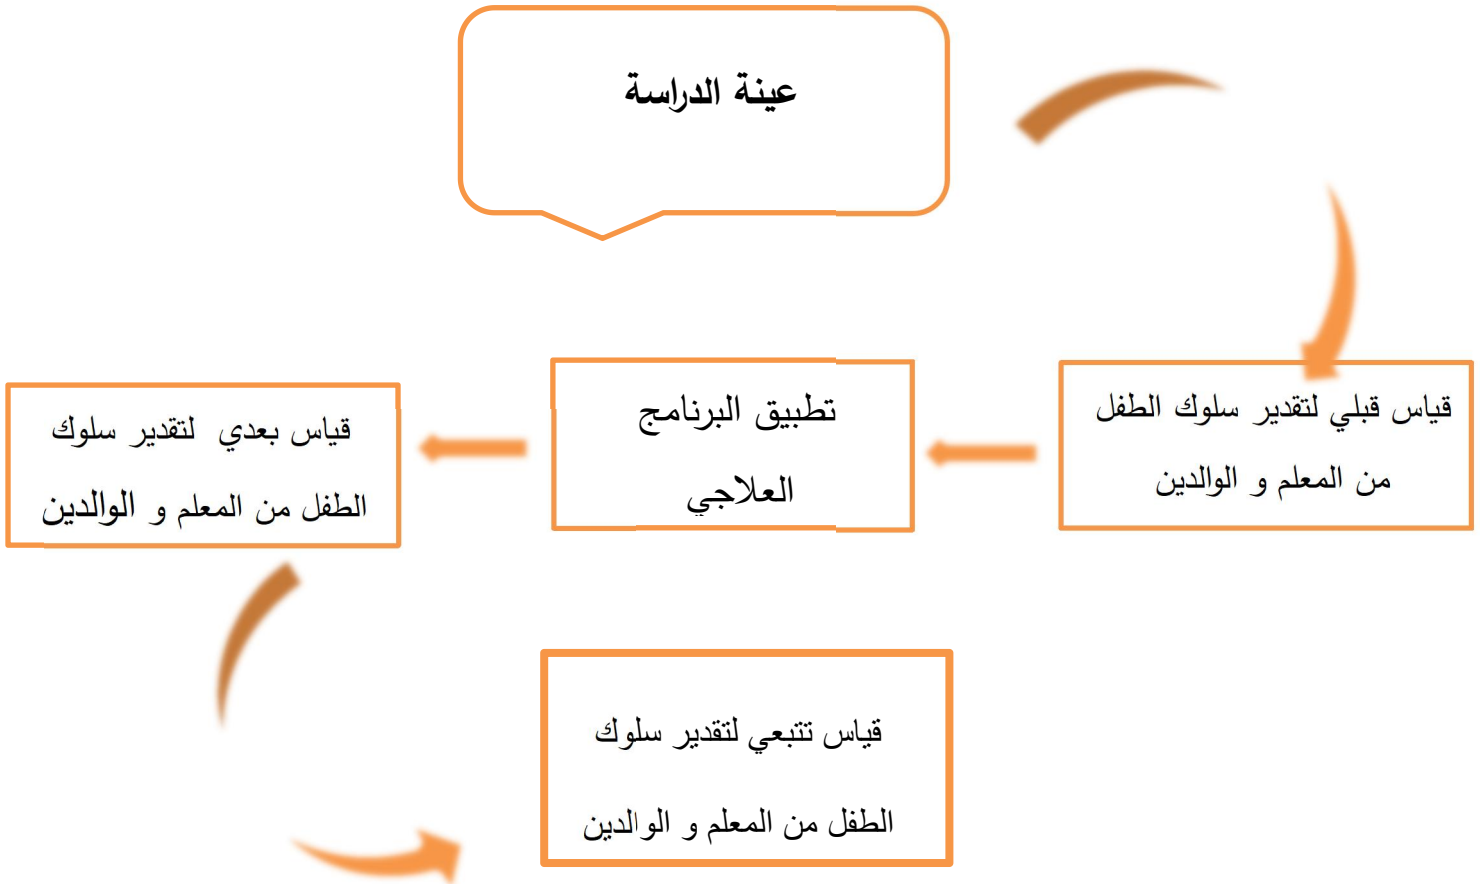 عينة الدراسة
قياس قبلي لتقدير سلوك الطفل
من المعلم و الوالدين
تطبيق البرنامج
العلاجي
قياس بعدي لتقدير سلوك
الطفل من المعلم و الوالدين
قياس تتبعي لتقدير سلوك
الطفل من المعلم و الوالدين